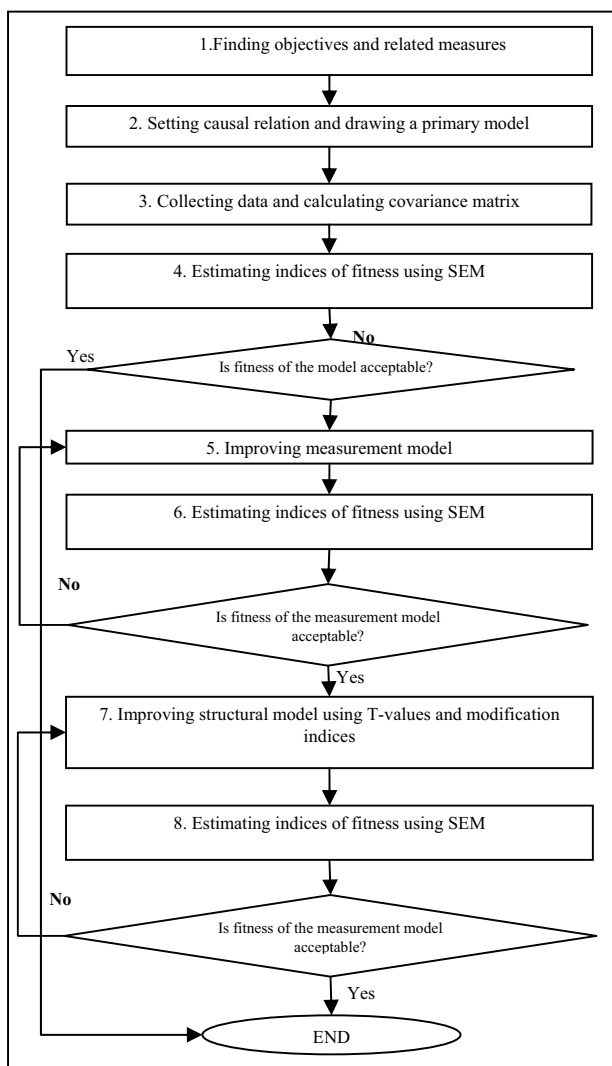 1.Finding objectives and related measures
2. Setting causal relation and drawing a primary model
3. Collecting data and calculating covariance matrix
4. Estimating indices of fitness using SEM
No
Yes
Is fitness of the model acceptable?
5. Improving measurement model
6. Estimating indices of fitness using SEM
No
Is fitness of the measurement model
acceptable?
Yes
7. Improving structural model using T-values and modification
indices
8. Estimating indices of fitness using SEM
No
Is fitness of the measurement model
acceptable?
Yes
END